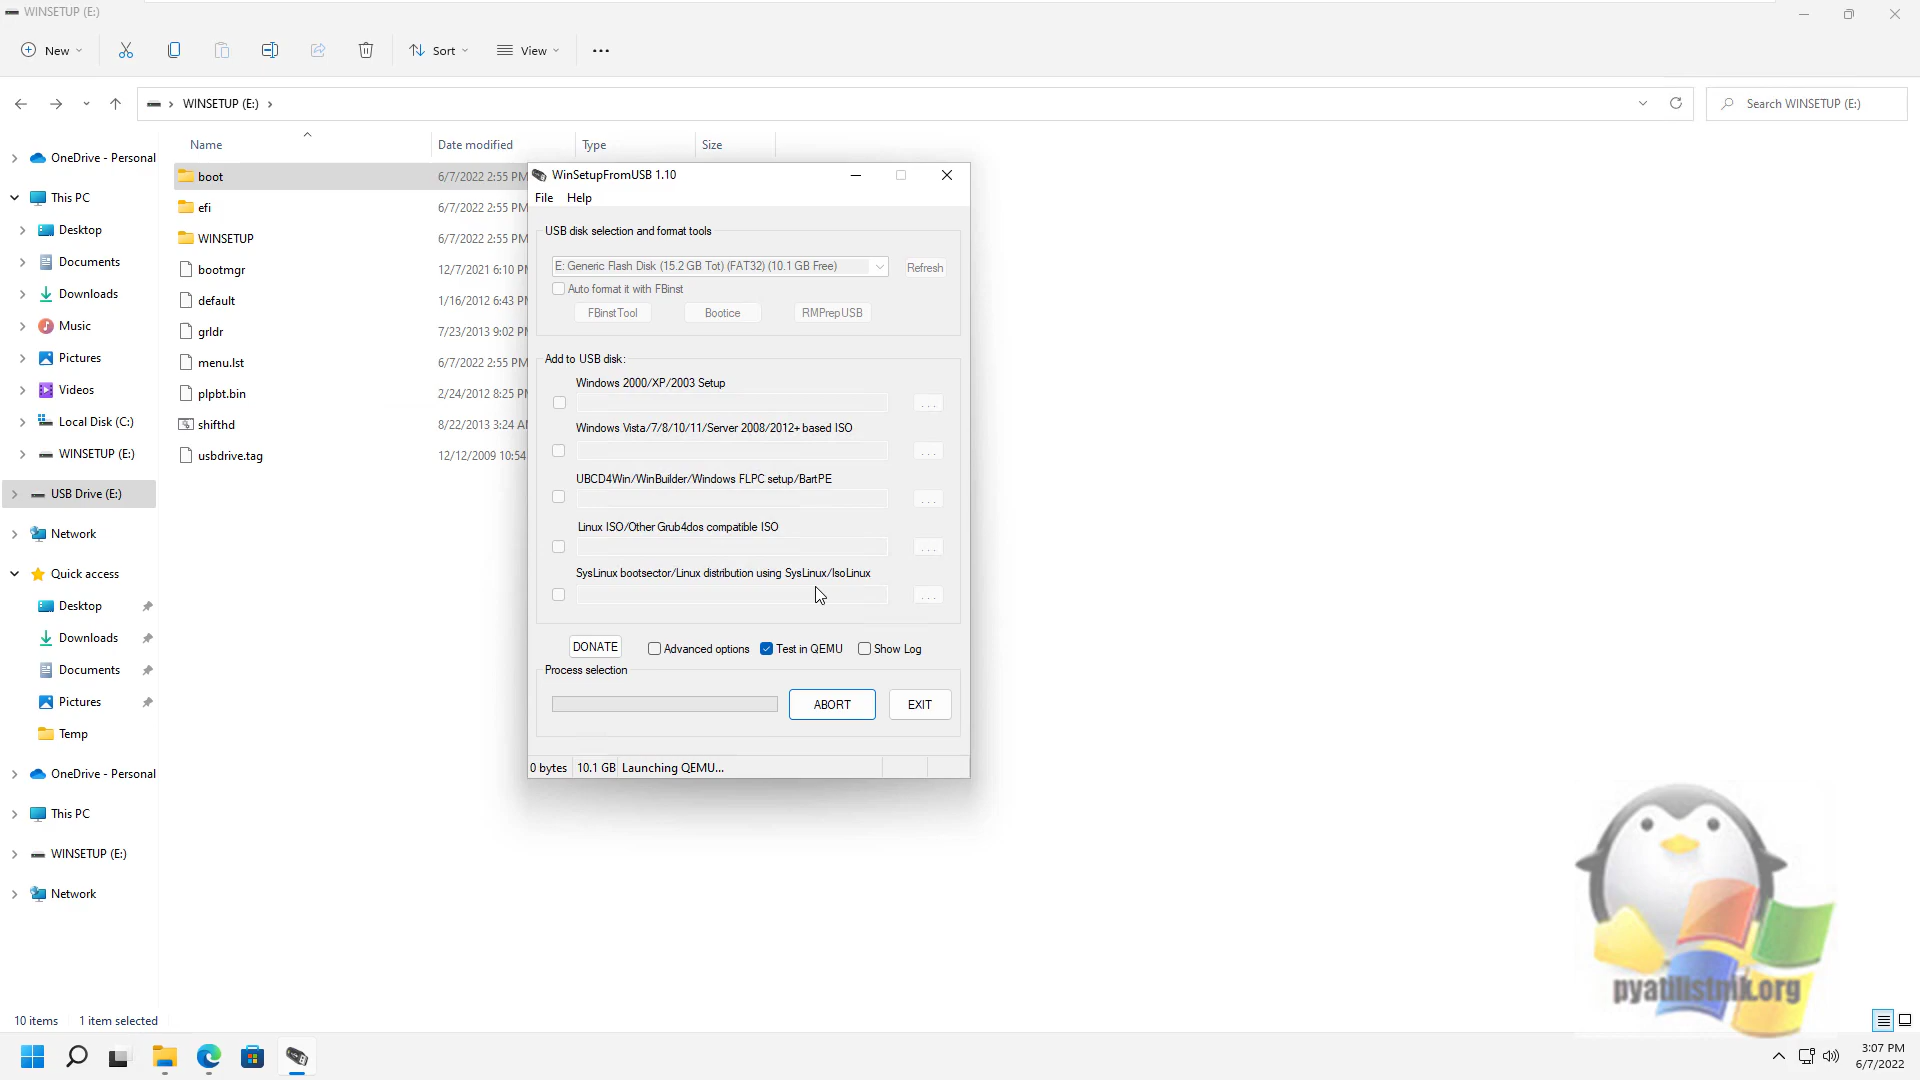 WINSETUP (E:)
New
Sort
View
WINSETUP (E:)
Search WINSETUP (E:)
Name
Date modified
Type
Size
OneDrive - Personal
This PC
Desktop
Documents
Downloads
Music
Pictures
Videos
Local Disk (C:)
WINSETUP (E:)
USB Drive (E:)
Network
Quick access
Desktop
Downloads
Documents
Pictures
Temp
OneDrive - Personal
This PC
WINSETUP (E:)
Network
boot 6/7/2022 2:55 PM
efi 6/7/2022 2:55 PM
WINSETUP 6/7/2022 2:55 PM
bootmgr 12/7/2021 6:10
default 1/16/2012 6:43
grldr 7/23/2013 9:02
menu.lst 6/7/2022 2:55 PM
plpbt.bin 2/24/2012 8:25
shifthd 8/22/2013 3:24
usbdrive.tag 12/12/2009 10:54
WinSetupFromUSB 1.10
File Help
USB disk selection and format tools
E: Generic Flash Disk (15.2 GB Tot) (FAT32) (10.1 GB Free)
Refresh
Auto format it with FBinst
FBinstTool
Bootice
RMPrepUSB
Add to USB disk:
Windows 2000/XP/2003 Setup
...
Windows Vista/7/8/10/11/Server 2008/2012+ based ISO
...
UBCD4Win/WinBuilder/Windows FLPC setup/BartPE
...
Linux ISO/Other Grub4dos compatible ISO
...
SysLinux bootsector/Linux distribution using SysLinux/IsoLinux
...
DONATE
Advanced options
Test in QEMU
Show Log
Process selection
ABORT
EXIT
0 bytes 10.1 GB Launching QEMU...
pyatilistnik.org
10 items 1 item selected
3:07 PM
6/7/2022